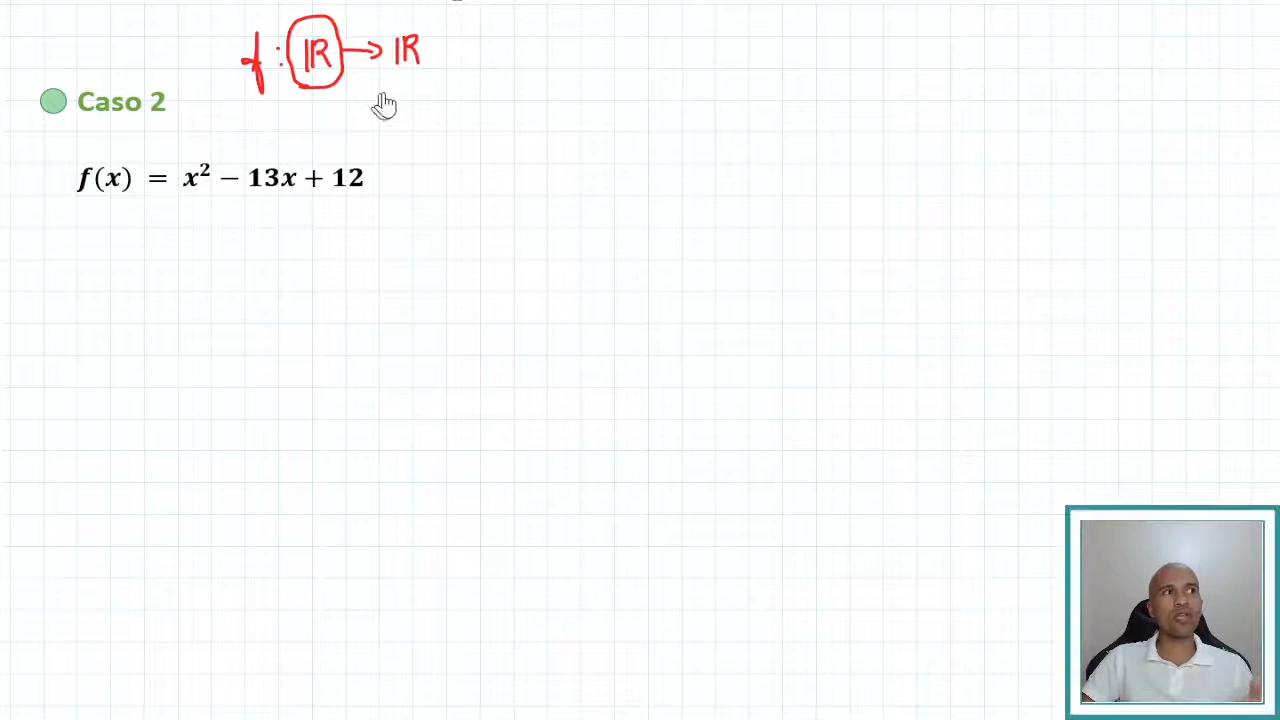 f: ℝ → ℝ
Caso 2
f(x) = x² − 13x + 12